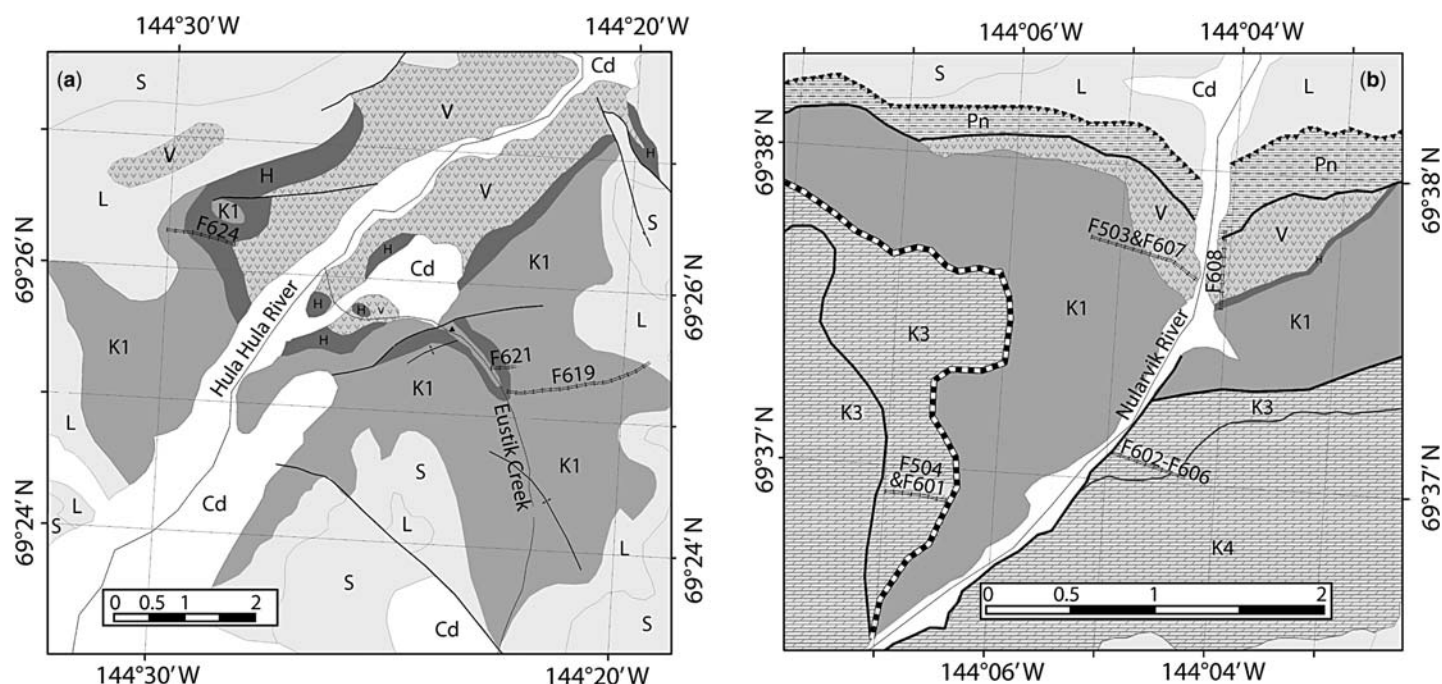 144°30′W
144°20′W
(a)
S
Cd
V
V
H
H
V
L
K1
F624
S
69°26′ N
Cd
H
K1
69°26′ N
H
H
V
L
K1
Hula Hula River
H
F621
K1
F619
Eustik Creek
L
S
K1
L
Cd
L
S
L
69°24′ N
69°24′ N
S
S
0 0.5 1 2
Cd
144°30′W
144°20′W
144°06′W
144°04′W
S
L
Cd
L
(b)
Pn
69°38′ N
Pn
69°38′ N
V
F503&F607
F608
V
H
K3
K1
K1
Nularvik River
K3
K3
69°37′ N
F504
&F601
F602-F606
69°37′ N
K4
0 0.5 1 2
144°06′W
144°04′W